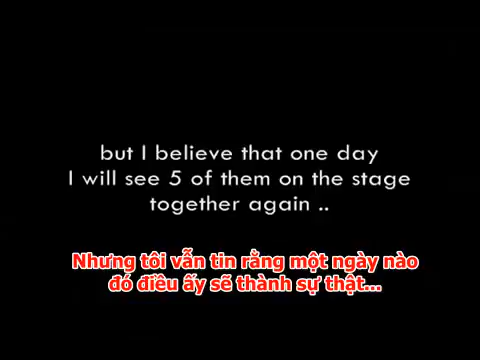 but I believe that one day
I will see 5 of them on the stage
together again ..
Nhưng tôi vẫn tin rằng một ngày nào
đó điều ấy sẽ thành sự thật...